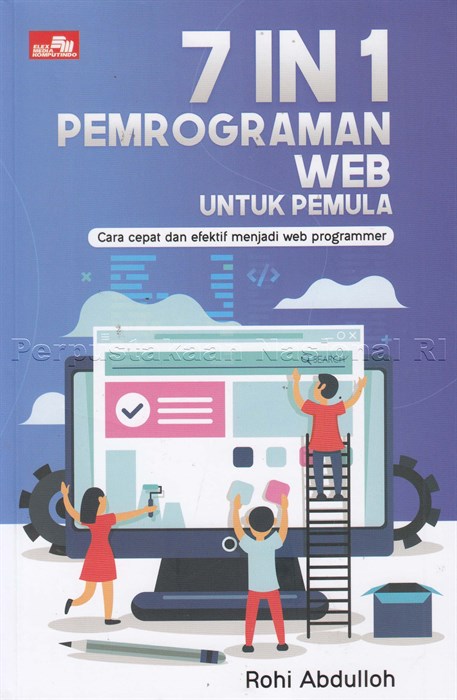 ELEX
MEDIA
KOMPUTINDO
7 IN 1
PEMROGRAMAN
WEB
UNTUK PEMULA
Cara cepat dan efektif menjadi web programmer
</>
Perpustakaan Nasional RI
SEARCH
Rohi Abdulloh